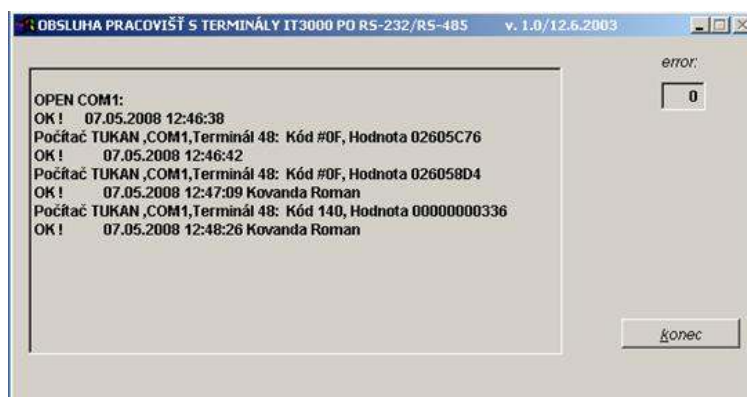 OBSLUHA PRACOVIŠŤ S TERMINÁLY IT3000 PO RS-232/RS-485 v. 1.0/12.6.2003
error:
0
OPEN COM1:
OK ! 07.05.2008 12:46:38
Počítač TUKAN ,COM1,Terminál 48: Kód #0F, Hodnota 02605C76
OK ! 07.05.2008 12:46:42
Počítač TUKAN ,COM1,Terminál 48: Kód #0F, Hodnota 026058D4
OK ! 07.05.2008 12:47:09 Kovanda Roman
Počítač TUKAN ,COM1,Terminál 48: Kód 140, Hodnota 00000000336
OK ! 07.05.2008 12:48:26 Kovanda Roman
konec